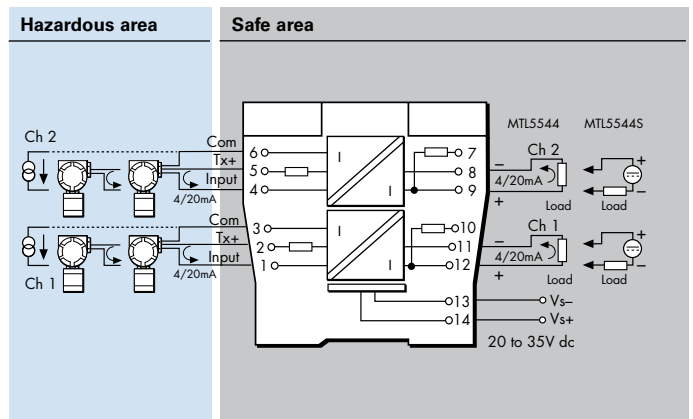 Hazardous area
Safe area
MTL5544
MTL5544S
Ch 2
Com
Tx+
Input
4/20mA
6
5
4
I
I
7
8
9
Ch 2
–
4/20mA
+
Load
+
–
Load
Ch 1
Com
Tx+
Input
4/20mA
3
2
1
I
I
10
11
12
Ch 1
–
4/20mA
+
Load
+
–
Load
13
Vs–
14
Vs+
20 to 35V dc